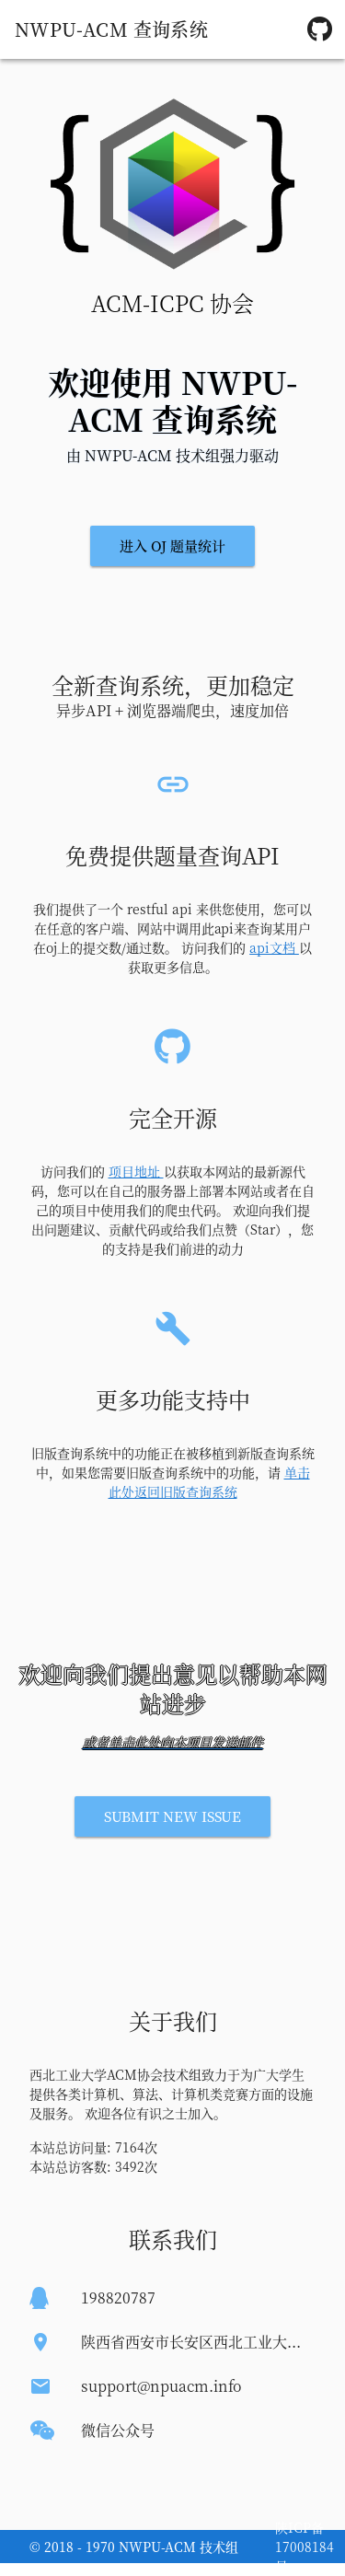 NWPU-ACM 查询系统
ACM-ICPC 协会
欢迎使用 NWPU-
ACM 查询系统
由 NWPU-ACM 技术组强力驱动
进入 OJ 题量统计
全新查询系统，更加稳定
异步API + 浏览器端爬虫，速度加倍
免费提供题量查询API
我们提供了一个 restful api 来供您使用，您可以
在任意的客户端、网站中调用此api来查询某用户
在oj上的提交数/通过数。 访问我们的 api文档 以
获取更多信息。
完全开源
访问我们的 项目地址 以获取本网站的最新源代
码，您可以在自己的服务器上部署本网站或者在自
己的项目中使用我们的爬虫代码。 欢迎向我们提
出问题建议、贡献代码或给我们点赞（Star），您
的支持是我们前进的动力
更多功能支持中
旧版查询系统中的功能正在被移植到新版查询系统
中，如果您需要旧版查询系统中的功能，请 单击
此处返回旧版查询系统
欢迎向我们提出意见以帮助本网
站进步
或者单击此处向本项目发送邮件
SUBMIT NEW ISSUE
关于我们
西北工业大学ACM协会技术组致力于为广大学生
提供各类计算机、算法、计算机类竞赛方面的设施
及服务。 欢迎各位有识之士加入。
本站总访问量: 7164次
本站总访客数: 3492次
联系我们
198820787
陕西省西安市长安区西北工业大...
support@npuacm.info
微信公众号
© 2018 - 1970 NWPU-ACM 技术组
17008184